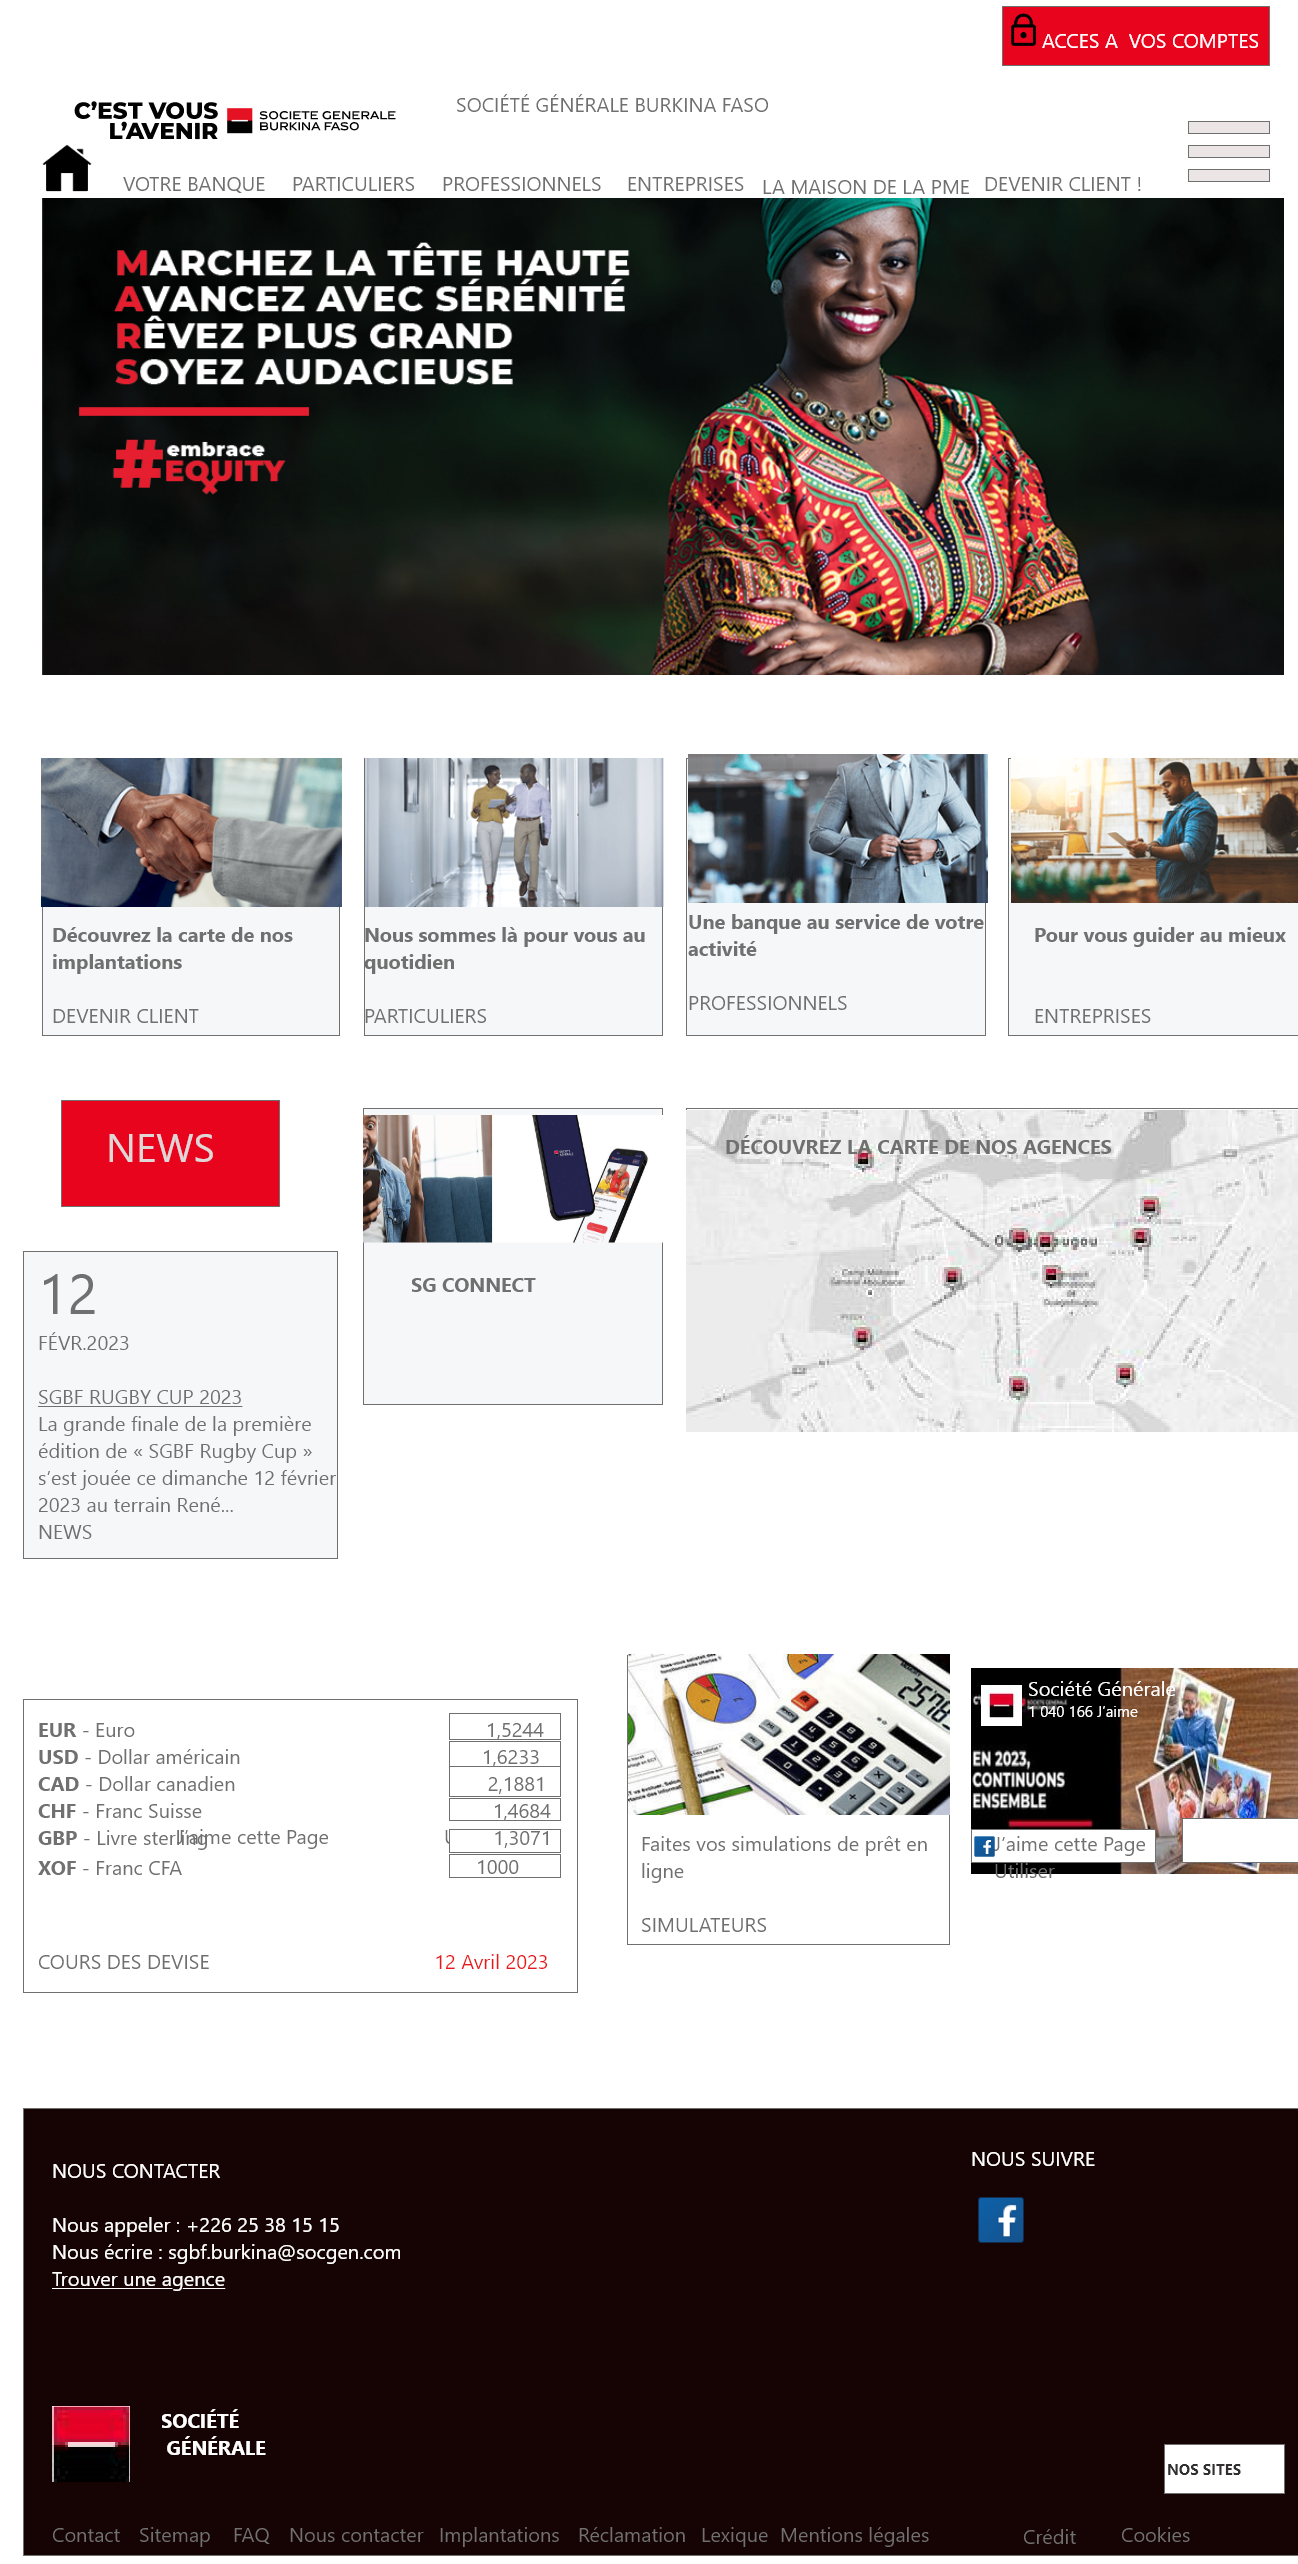 ACCES A  VOS COMPTES
C'EST VOUS
L'AVENIR
SOCIETE GENERALE
BURKINA FASO
SOCIÉTÉ GÉNÉRALE BURKINA FASO
VOTRE BANQUE
PARTICULIERS
PROFESSIONNELS
ENTREPRISES
LA MAISON DE LA PME
DEVENIR CLIENT !
MARCHEZ LA TÊTE HAUTE
AVANCEZ AVEC SÉRÉNITÉ
RÊVEZ PLUS GRAND
SOYEZ AUDACIEUSE
#embrace
EQUITY
Découvrez la carte de nos
implantations
DEVENIR CLIENT
Nous sommes là pour vous au
quotidien
PARTICULIERS
Une banque au service de votre
activité
PROFESSIONNELS
Pour vous guider au mieux
ENTREPRISES
NEWS
12
FÉVR.2023
SGBF RUGBY CUP 2023
La grande finale de la première
édition de « SGBF Rugby Cup »
s'est jouée ce dimanche 12 février
2023 au terrain René...
NEWS
SG CONNECT
DÉCOUVREZ LA CARTE DE NOS AGENCES
EUR - Euro 1,5244
USD - Dollar américain 1,6233
CAD - Dollar canadien 2,1881
CHF - Franc Suisse 1,4684
GBP - Livre sterling 1,3071
J'aime cette Page
XOF - Franc CFA 1000
COURS DES DEVISE
12 Avril 2023
Faites vos simulations de prêt en
ligne
SIMULATEURS
Société Générale
1 040 166 J'aime
EN 2023,
CONTINUONS
ENSEMBLE
J'aime cette Page
Utiliser
NOUS CONTACTER
Nous appeler : +226 25 38 15 15
Nous écrire : sgbf.burkina@socgen.com
Trouver une agence
NOUS SUIVRE
SOCIÉTÉ
GÉNÉRALE
NOS SITES
Contact
Sitemap
FAQ
Nous contacter
Implantations
Réclamation
Lexique
Mentions légales
Crédit
Cookies